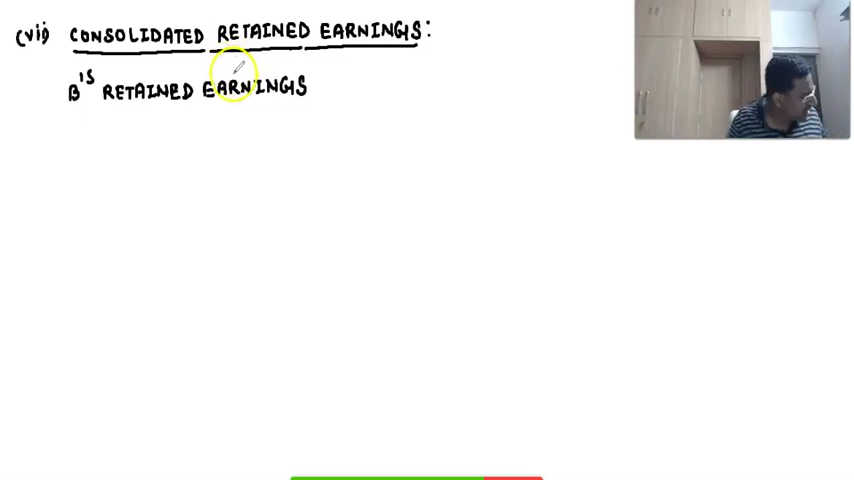 (vii) CONSOLIDATED RETAINED EARNINGS:
B'S RETAINED EARNINGS